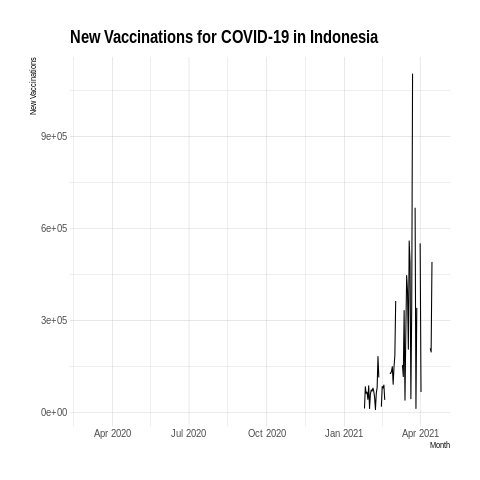 New Vaccinations for COVID-19 in Indonesia
New Vaccinations
9e+05
6e+05
3e+05
0e+00
Apr 2020 Jul 2020 Oct 2020 Jan 2021 Apr 2021
Month